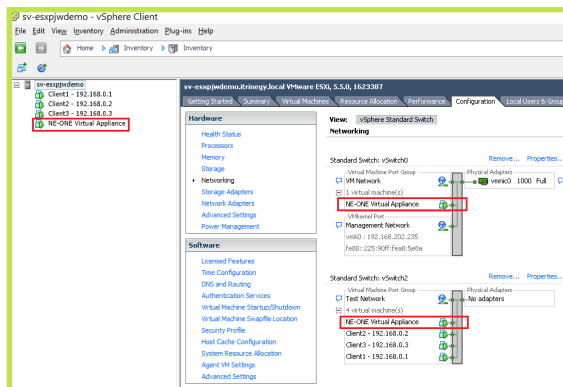 sv-esxpjwdemo - vSphere Client
File Edit View Inventory Administration Plug-ins Help
Home Inventory Inventory
sv-esxpjwdemo
Client1 - 192.168.0.1
Client2 - 192.168.0.2
Client3 - 192.168.0.3
NE-ONE Virtual Appliance
sv-esxpjwdemo.itrinegy.local VMware ESXi, 5.5.0, 1623387
Getting Started Summary Virtual Machines Resource Allocation Performance Configuration Local Users & Group
Hardware
Health Status
Processors
Memory
Storage
Networking
Storage Adapters
Network Adapters
Advanced Settings
Power Management
Software
Licensed Features
Time Configuration
DNS and Routing
Authentication Services
Virtual Machine Startup/Shutdown
Virtual Machine Swapfile Location
Security Profile
Host Cache Configuration
System Resource Allocation
Agent VM Settings
Advanced Settings
View: vSphere Standard Switch
Networking
Standard Switch: vSwitch0 Remove... Properties...
Virtual Machine Port Group Physical Adapters
VM Network vmnic0 1000 Full
1 virtual machine(s)
NE-ONE Virtual Appliance
VMkernel Port
Management Network
vmk0 : 192.168.202.235
fe80::225:90ff:fea8:5e8a
Standard Switch: vSwitch2 Remove... Properties...
Virtual Machine Port Group Physical Adapters
Test Network No adapters
4 virtual machine(s)
NE-ONE Virtual Appliance
Client2 - 192.168.0.2
Client3 - 192.168.0.3
Client1 - 192.168.0.1